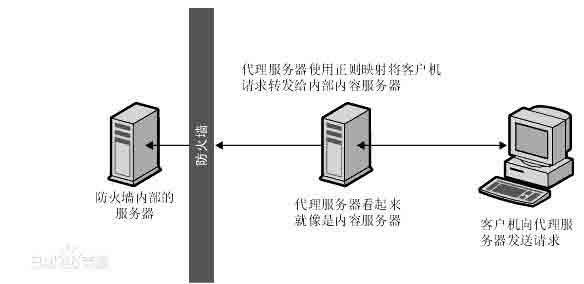 代理服务器使用正则映射将客户机
请求转发给内部内容服务器
防火墙
防火墙内部的
服务器
代理服务器看起来
就像是内容服务器
客户机向代理服
务器发送请求